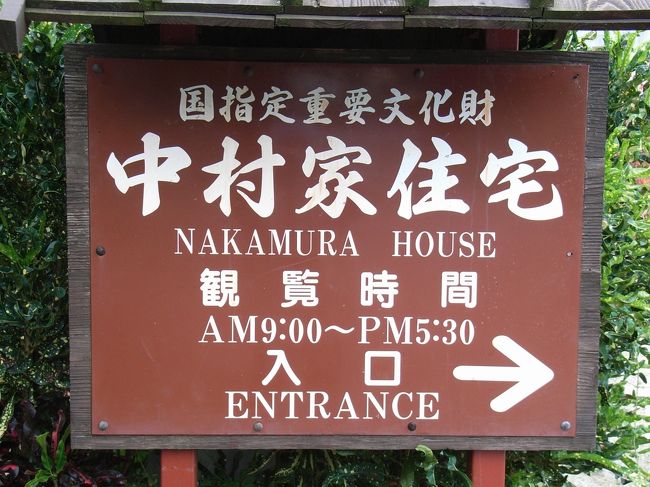 国指定重要文化財
中村家住宅
NAKAMURA HOUSE
観覧時間
AM9:00〜PM5:30
入口
ENTRANCE